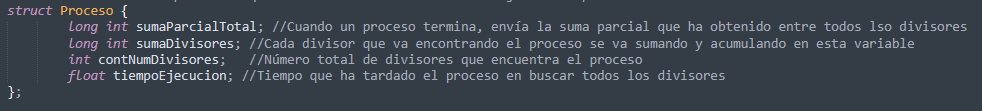 struct Proceso {
long int sumaParcialTotal; //Cuando un proceso termina, envía la suma parcial que ha obtenido entre todos lso divisores
long int sumaDivisores; //Cada divisor que va encontrando el proceso se va sumando y acumulando en esta variable
int contNumDivisores;   //Número total de divisores que encuentra el proceso
float tiempoEjecucion; //Tiempo que ha tardado el proceso en buscar todos los divisores
};